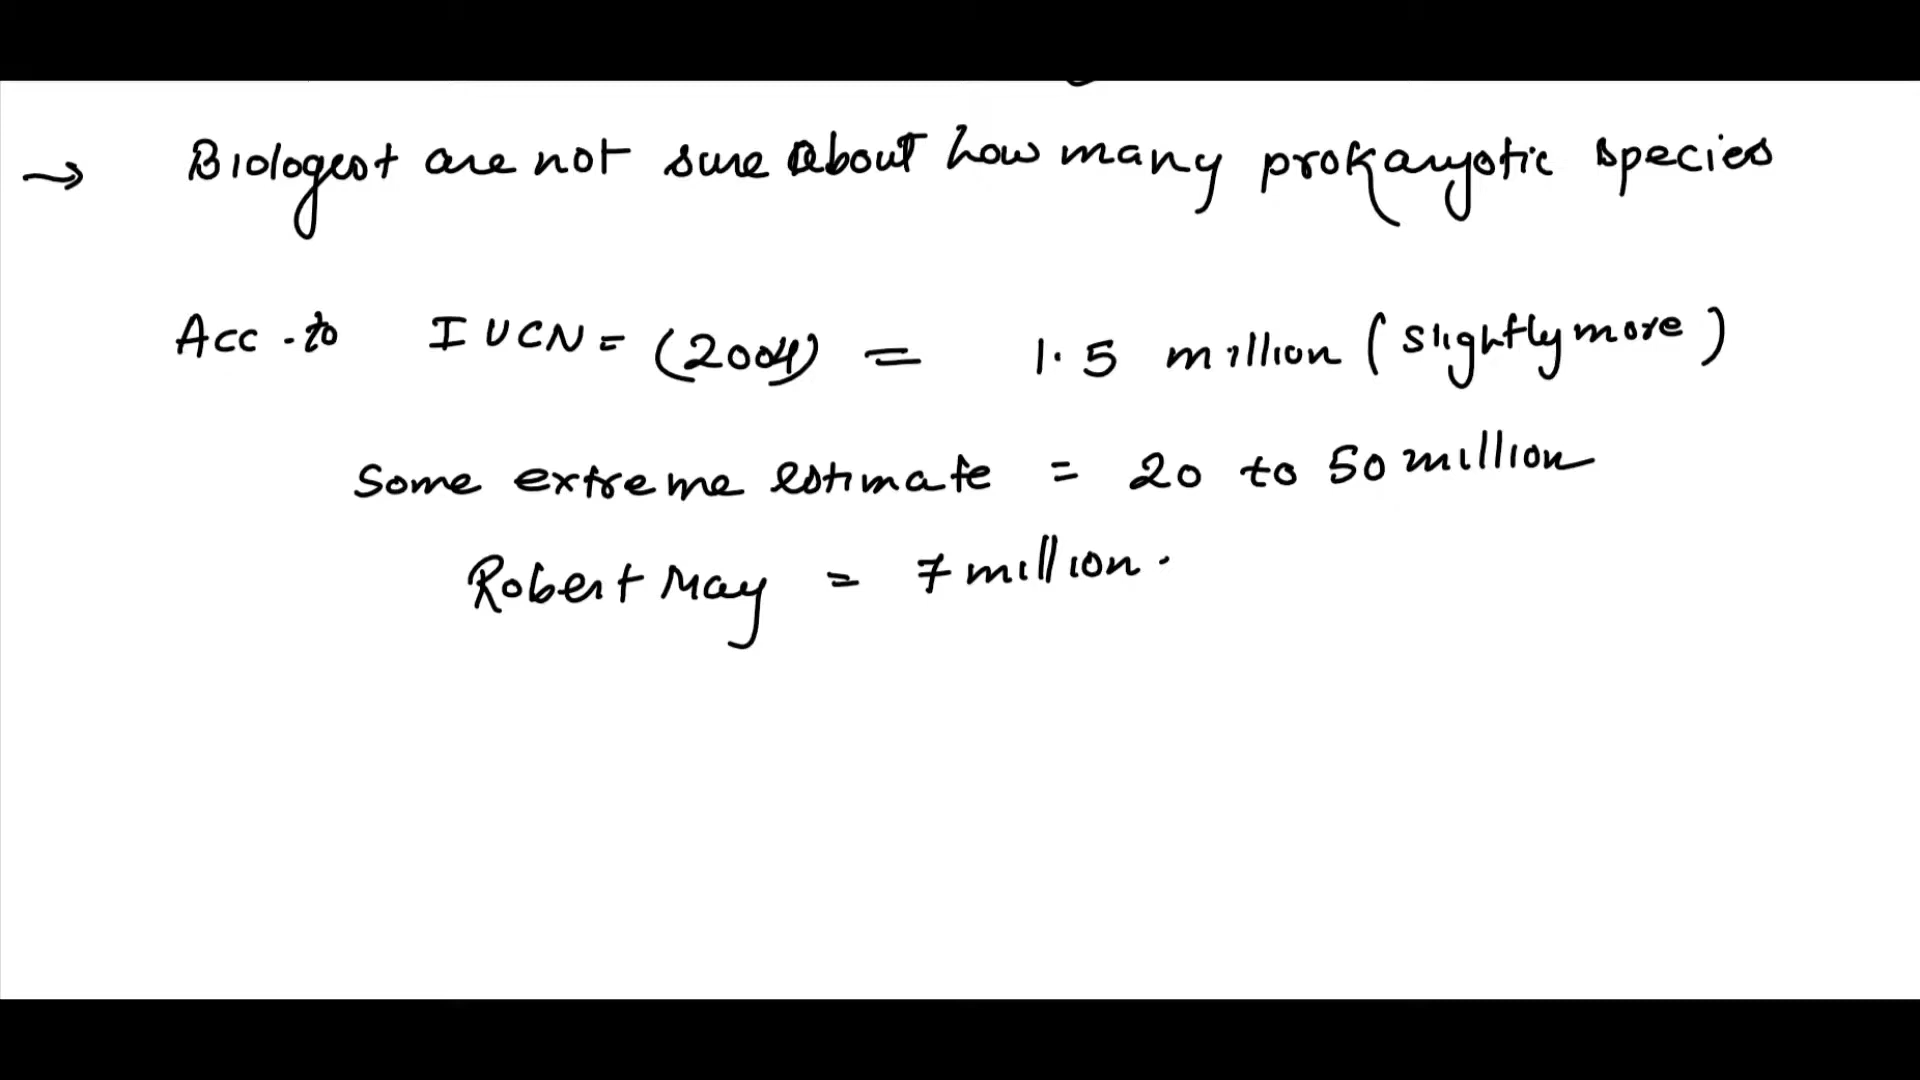 → Biologist are not sure about how many prokaryotic species
Acc. to IUCN = (2004) = 1.5 million (slightly more)
Some extreme estimate = 20 to 50 million
Robert May = 7 million.